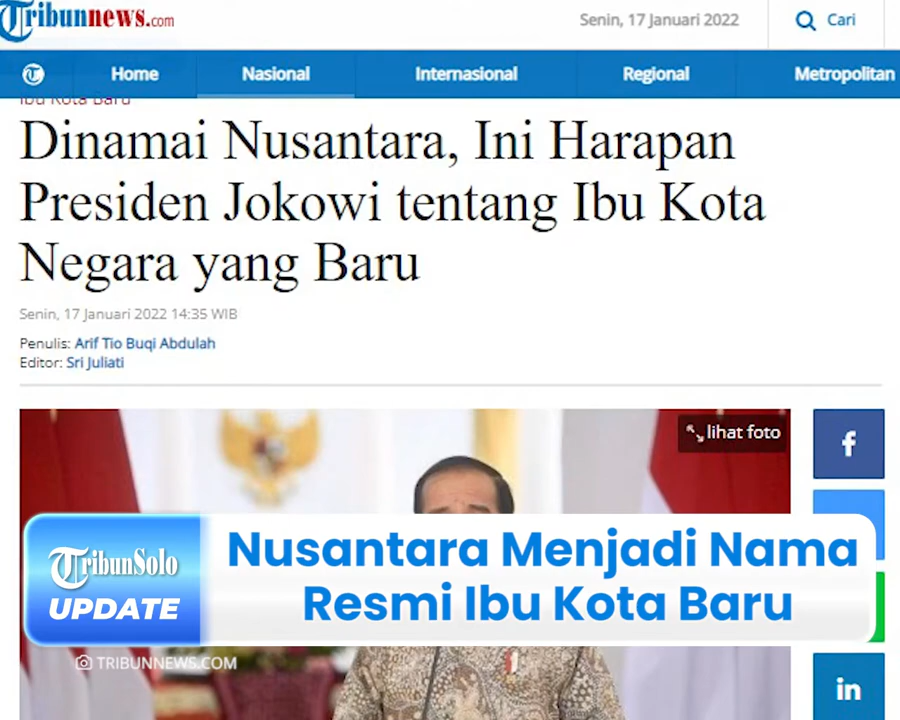 Tribunnews.com
Senin, 17 Januari 2022
Cari
Home
Nasional
Internasional
Regional
Metropolitan
Ibu Kota Baru
Dinamai Nusantara, Ini Harapan
Presiden Jokowi tentang Ibu Kota
Negara yang Baru
Senin, 17 Januari 2022 14:35 WIB
Penulis: Arif Tio Buqi Abdulah
Editor: Sri Juliati
lihat foto
f
TribunSolo
UPDATE
Nusantara Menjadi Nama
Resmi Ibu Kota Baru
TRIBUNNEWS.COM
in